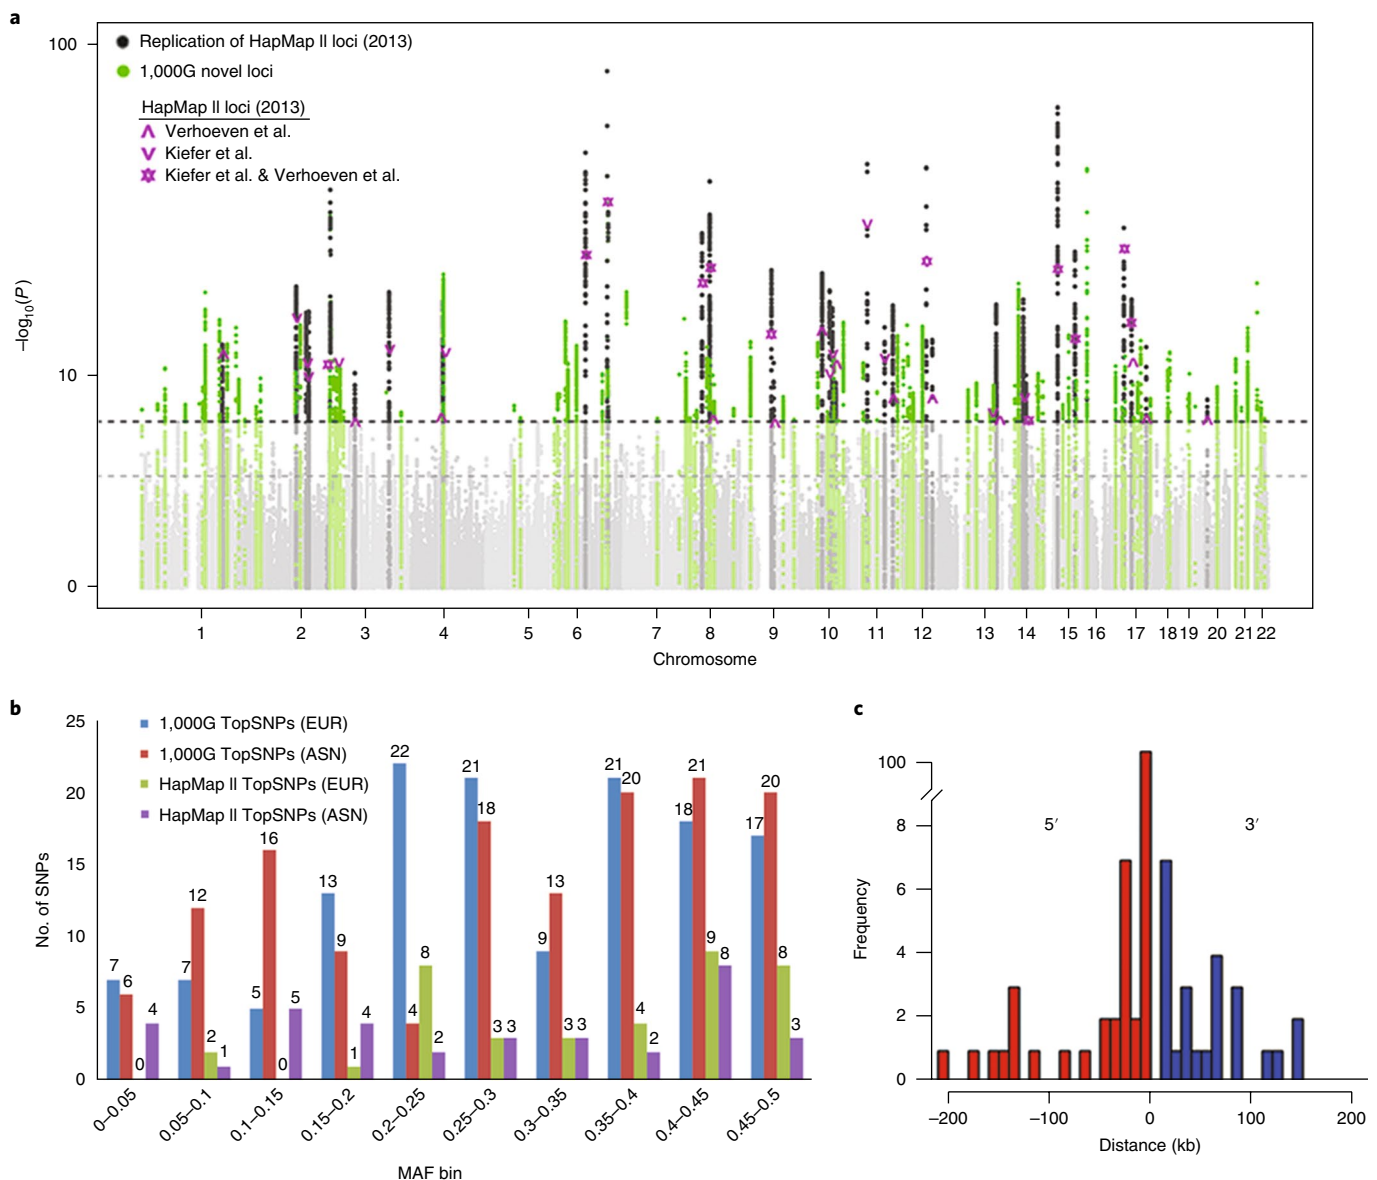 a
100
10
0
−log10(P)
Replication of HapMap II loci (2013)
1,000G novel loci
HapMap II loci (2013)
Verhoeven et al.
Kiefer et al.
Kiefer et al. & Verhoeven et al.
1 2 3 4 5 6 7 8 9 10 11 12 13 14 15 16 17 18 19 20 21 22
Chromosome
b
25
20
15
10
5
0
No. of SNPs
1,000G TopSNPs (EUR)
1,000G TopSNPs (ASN)
HapMap II TopSNPs (EUR)
HapMap II TopSNPs (ASN)
7 6 0 4
7 12 2 1
5 16 0 5
13 9 1 4
22 4 8 2
21 18 3 3
9 13 3 3
21 20 4 2
18 21 9 8
17 20 8 3
0–0.05 0.05–0.1 0.1–0.15 0.15–0.2 0.2–0.25 0.25–0.3 0.3–0.35 0.35–0.4 0.4–0.45 0.45–0.5
MAF bin
c
100
8
6
4
2
0
Frequency
5′ 3′
−200 −100 0 100 200
Distance (kb)